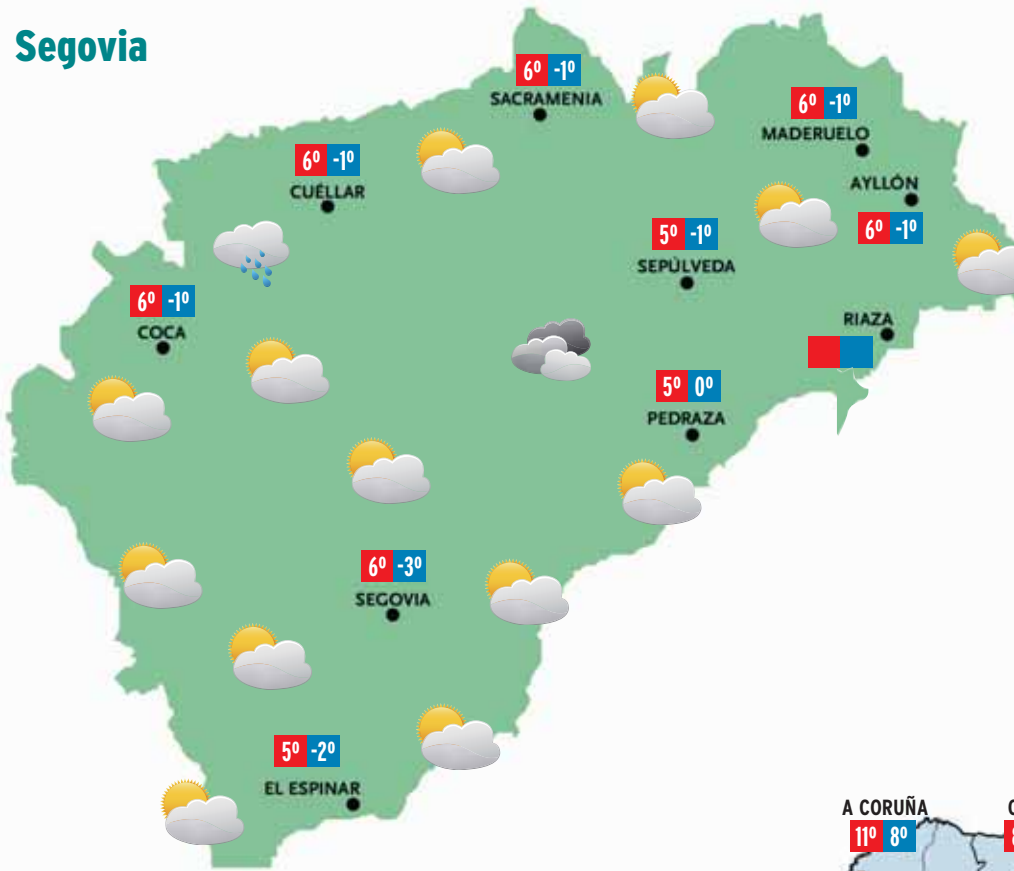 Segovia
6º -1º
SACRAMENIA
6º -1º
MADERUELO
6º -1º
CUÉLLAR
AYLLÓN
6º -1º
5º -1º
SEPÚLVEDA
6º -1º
COCA
RIAZA
5º 0º
PEDRAZA
6º -3º
SEGOVIA
5º -2º
EL ESPINAR
A CORUÑA
11º 8º